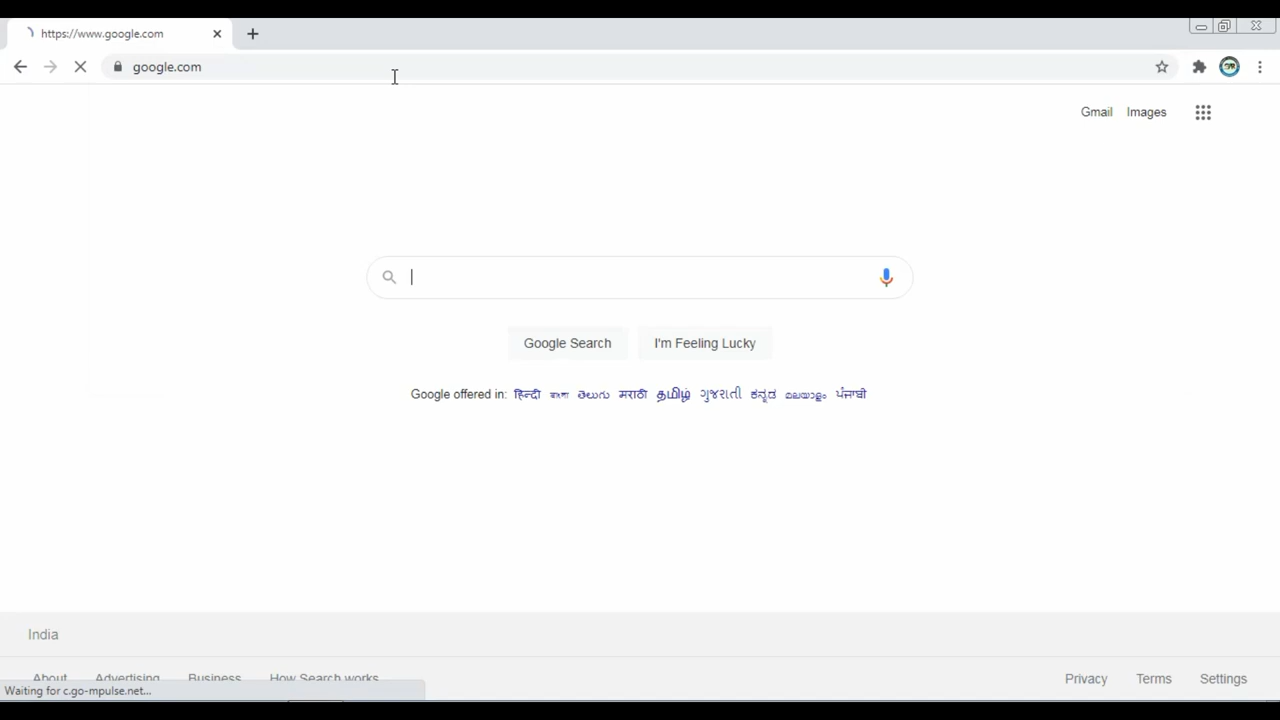 https://www.google.com
google.com
Gmail Images
Google Search I'm Feeling Lucky
Google offered in: हिन्दी বাংলা తెలుగు मराठी தமிழ் ગુજરાતી ಕನ್ನಡ മലയാളം ਪੰਜਾਬੀ
India
About Advertising Business How Search works Privacy Terms Settings
Waiting for c.go-mpulse.net...